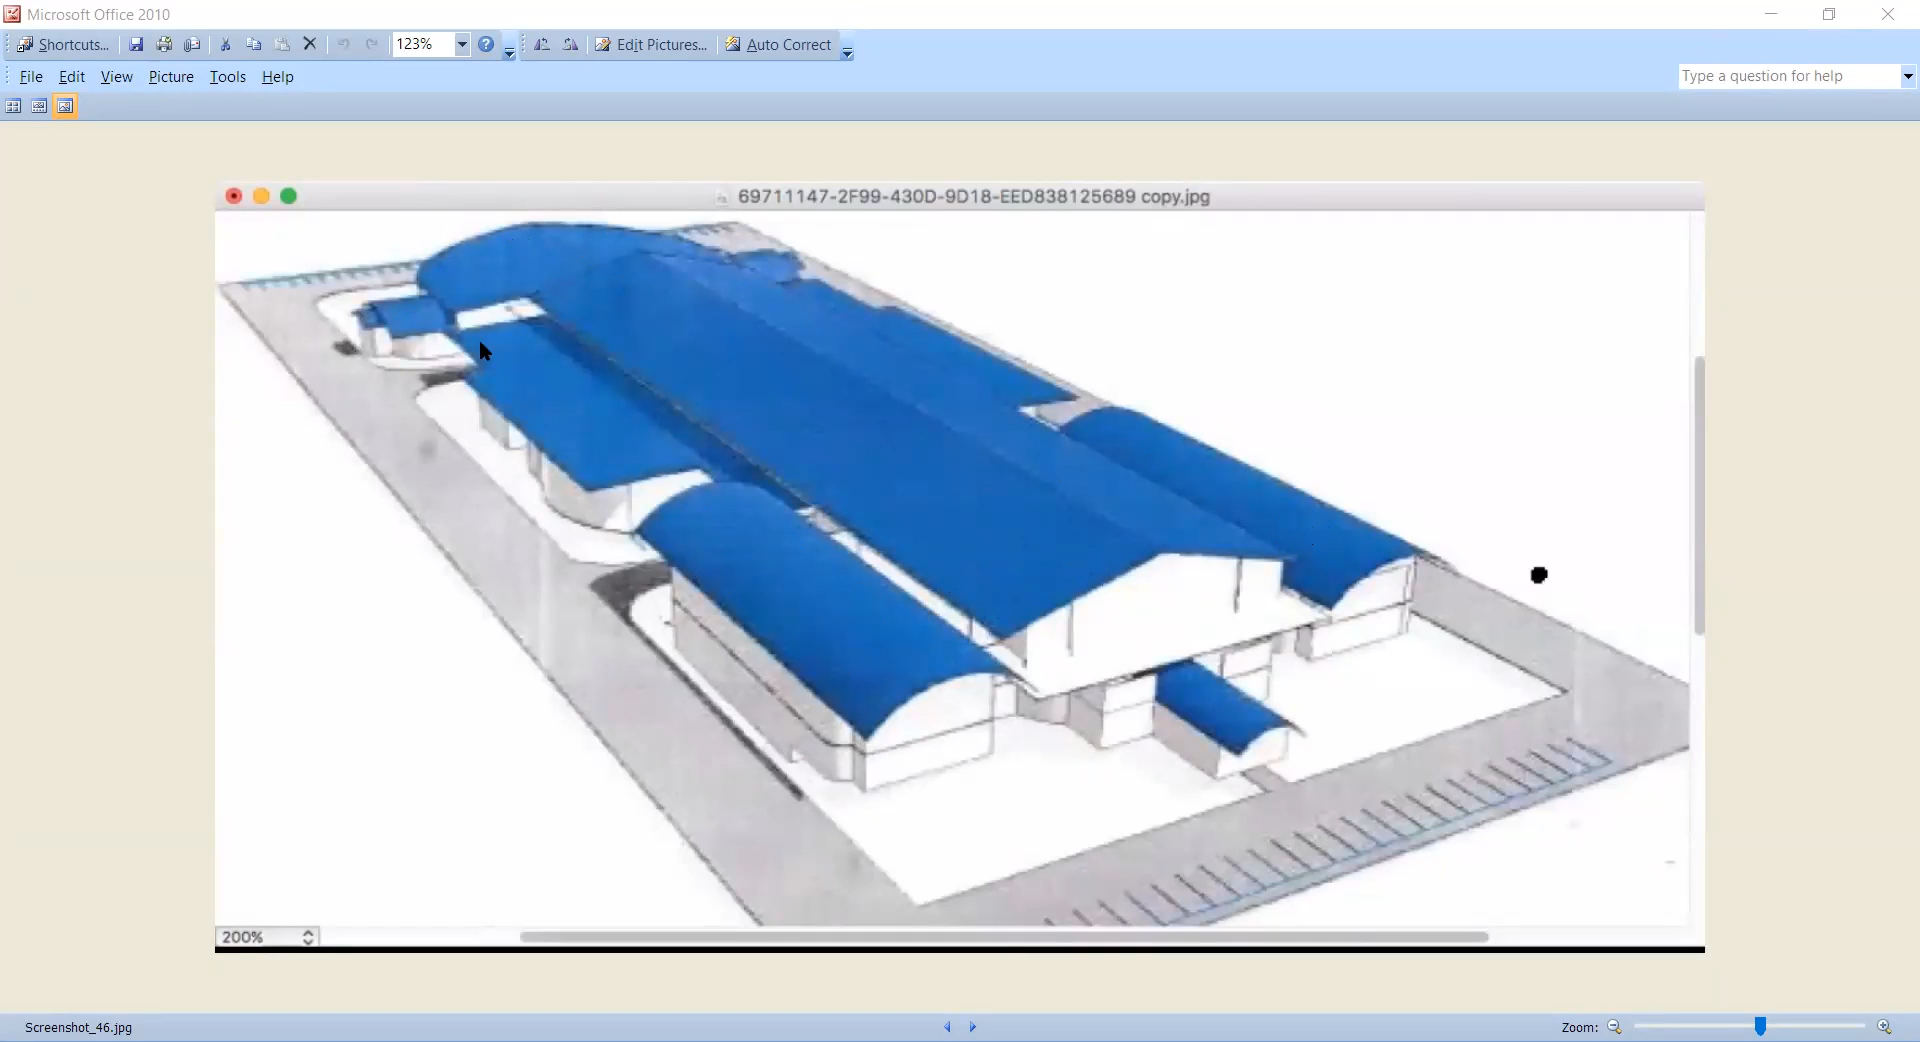 Microsoft Office 2010
Shortcuts... 123% Edit Pictures... Auto Correct
File Edit View Picture Tools Help Type a question for help
69711147-2F99-430D-9D18-EED838125689 copy.jpg
200%
Screenshot_46.jpg Zoom: